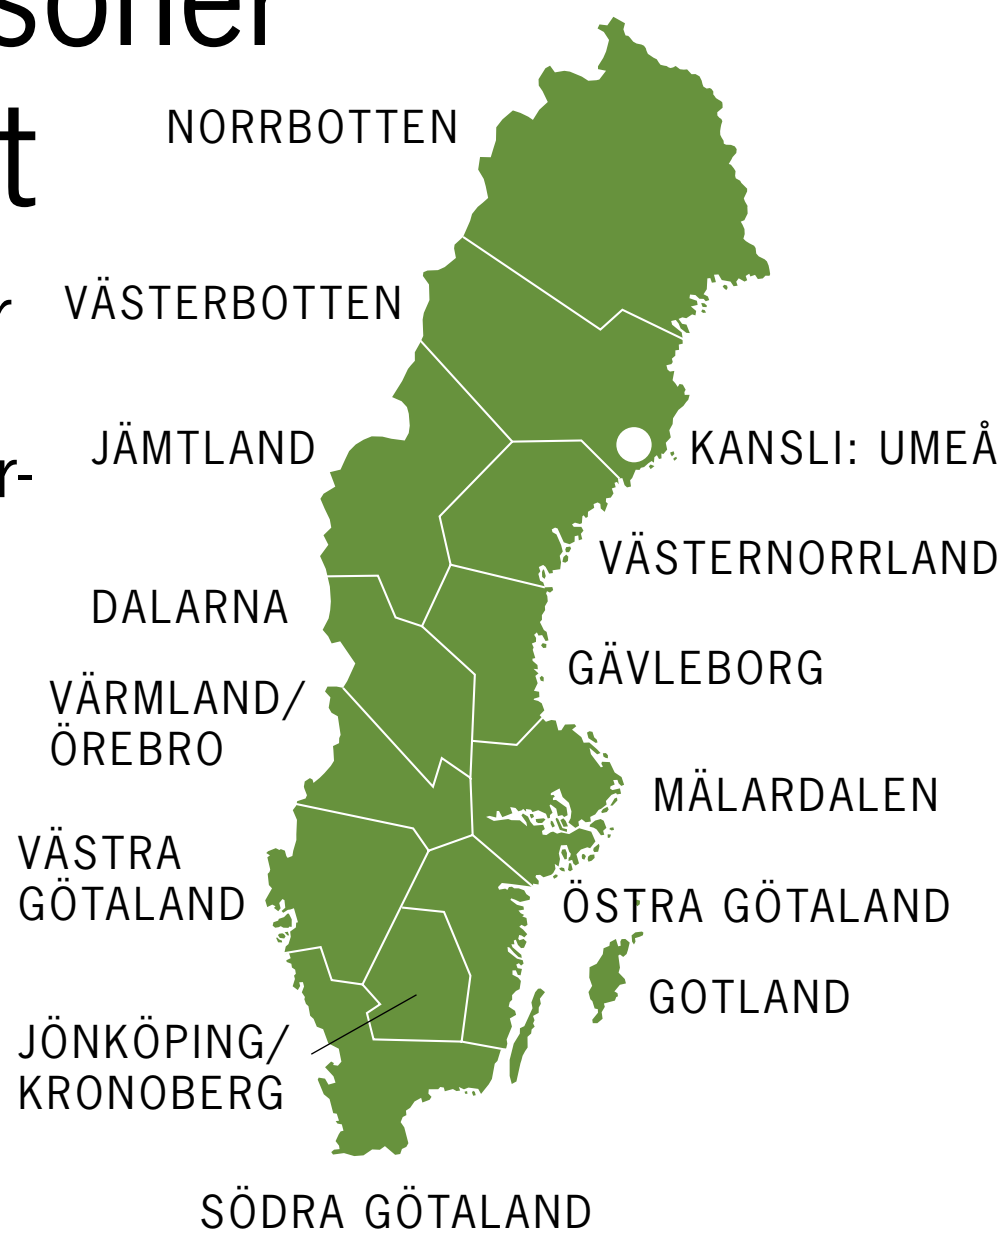 soner
t
NORRBOTTEN
r
VÄSTERBOTTEN
JÄMTLAND
KANSLI: UMEÅ
r-
VÄSTERNORRLAND
DALARNA
GÄVLEBORG
VÄRMLAND/
ÖREBRO
MÄLARDALEN
VÄSTRA
GÖTALAND
ÖSTRA GÖTALAND
GOTLAND
JÖNKÖPING/
KRONOBERG
SÖDRA GÖTALAND